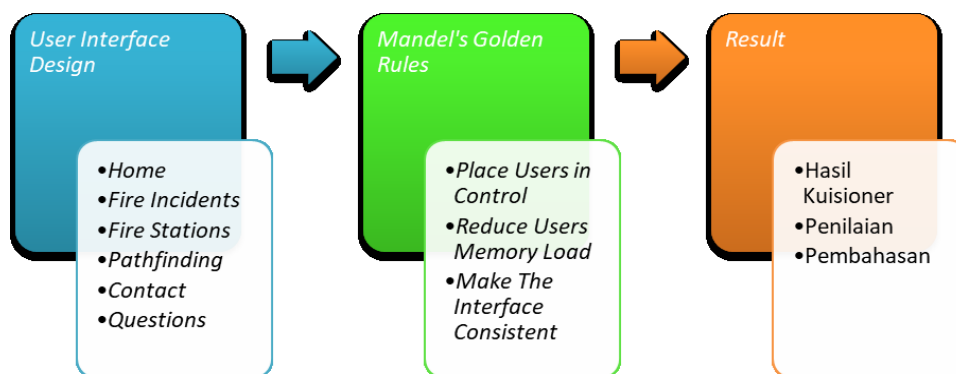 User Interface
Design
•Home
•Fire Incidents
•Fire Stations
•Pathfinding
•Contact
•Questions
Mandel's Golden
Rules
•Place Users in
Control
•Reduce Users
Memory Load
•Make The
Interface
Consistent
Result
•Hasil
Kuisioner
•Penilaian
•Pembahasan